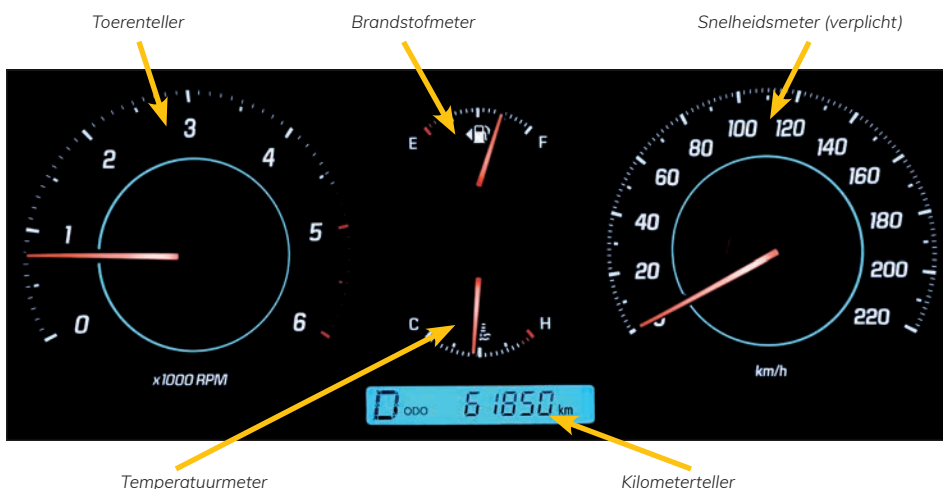 Toerenteller
Brandstofmeter
Snelheidsmeter (verplicht)
0
1
2
3
4
5
6
x1000 RPM
E
F
C
H
D ODO 61850 km
0
20
40
60
80
100
120
140
160
180
200
220
km/h
Temperatuurmeter
Kilometerteller